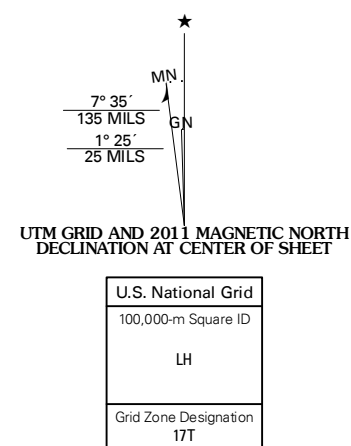 ★
MN
7° 35´
135 MILS
GN
1° 25´
25 MILS
UTM GRID AND 2011 MAGNETIC NORTH
DECLINATION AT CENTER OF SHEET
U.S. National Grid
100,000-m Square ID
LH
Grid Zone Designation
17T